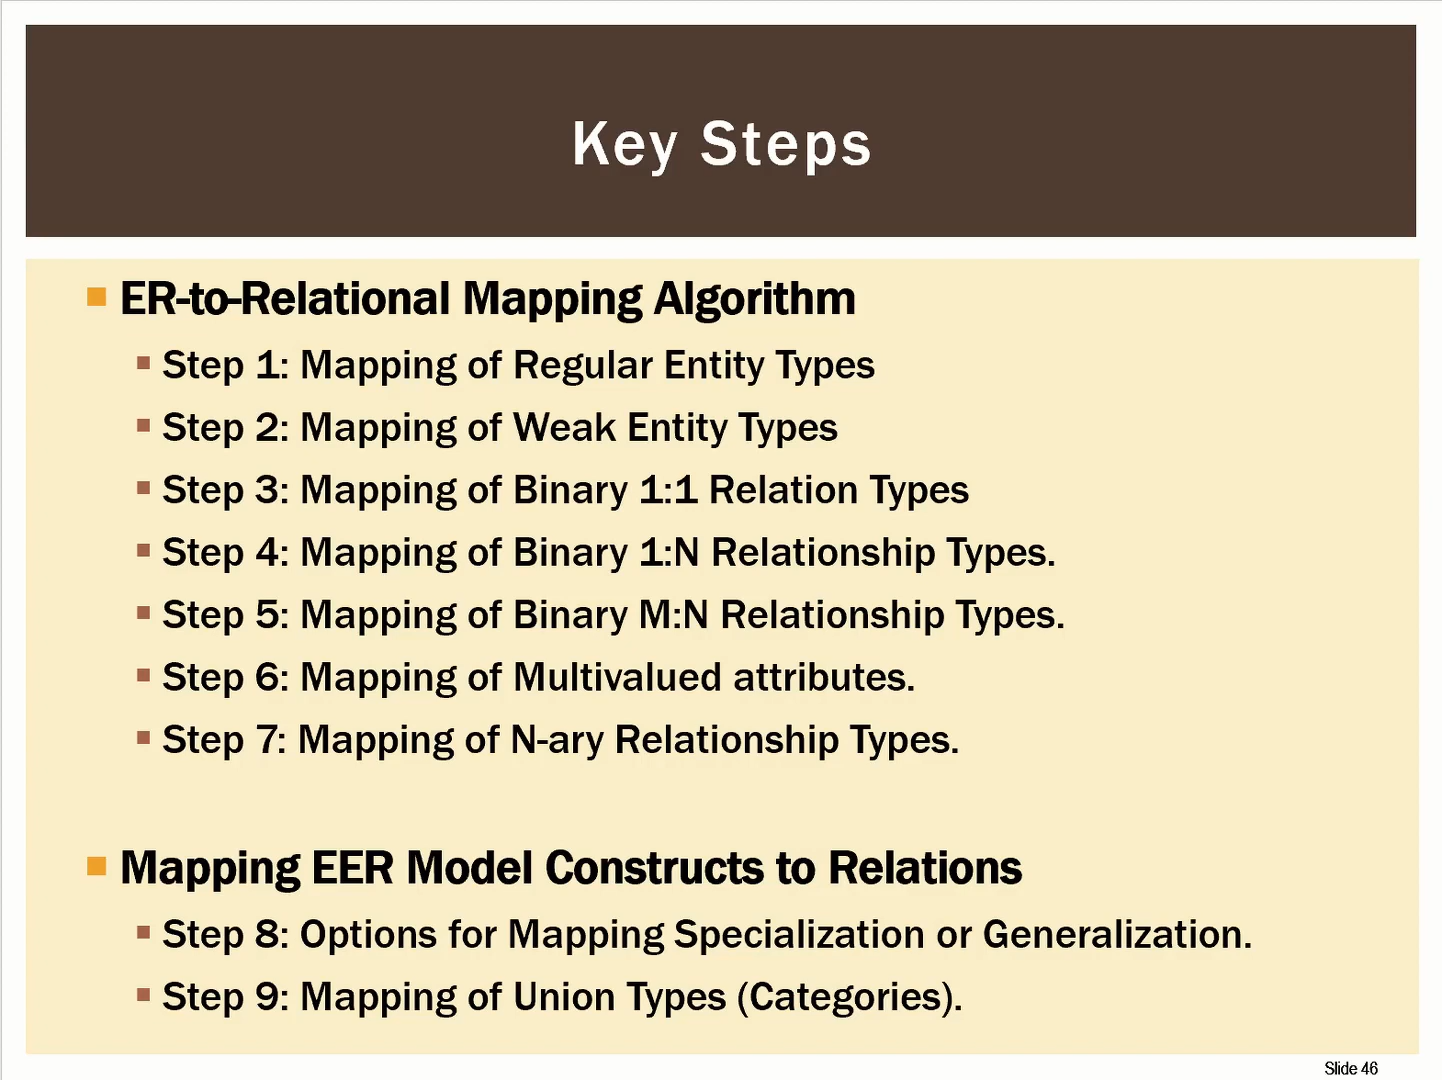 Key Steps
ER-to-Relational Mapping Algorithm
Step 1: Mapping of Regular Entity Types
Step 2: Mapping of Weak Entity Types
Step 3: Mapping of Binary 1:1 Relation Types
Step 4: Mapping of Binary 1:N Relationship Types.
Step 5: Mapping of Binary M:N Relationship Types.
Step 6: Mapping of Multivalued attributes.
Step 7: Mapping of N-ary Relationship Types.
Mapping EER Model Constructs to Relations
Step 8: Options for Mapping Specialization or Generalization.
Step 9: Mapping of Union Types (Categories).
Slide 46